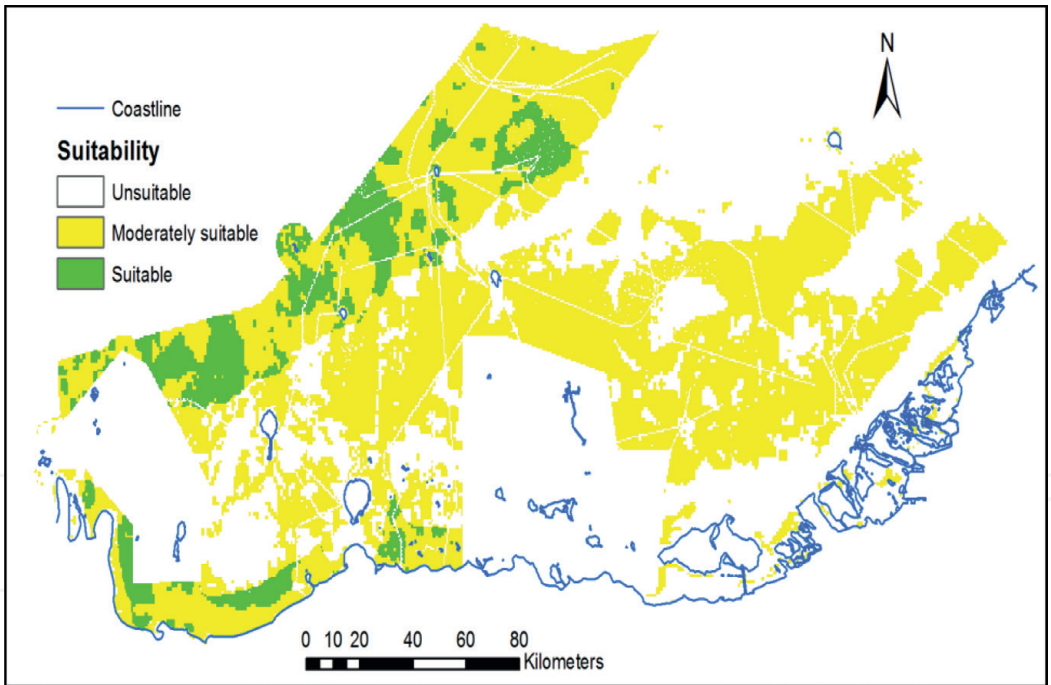 N
Coastline
Suitability
Unsuitable
Moderately suitable
Suitable
0 10 20 40 60 80
Kilometers